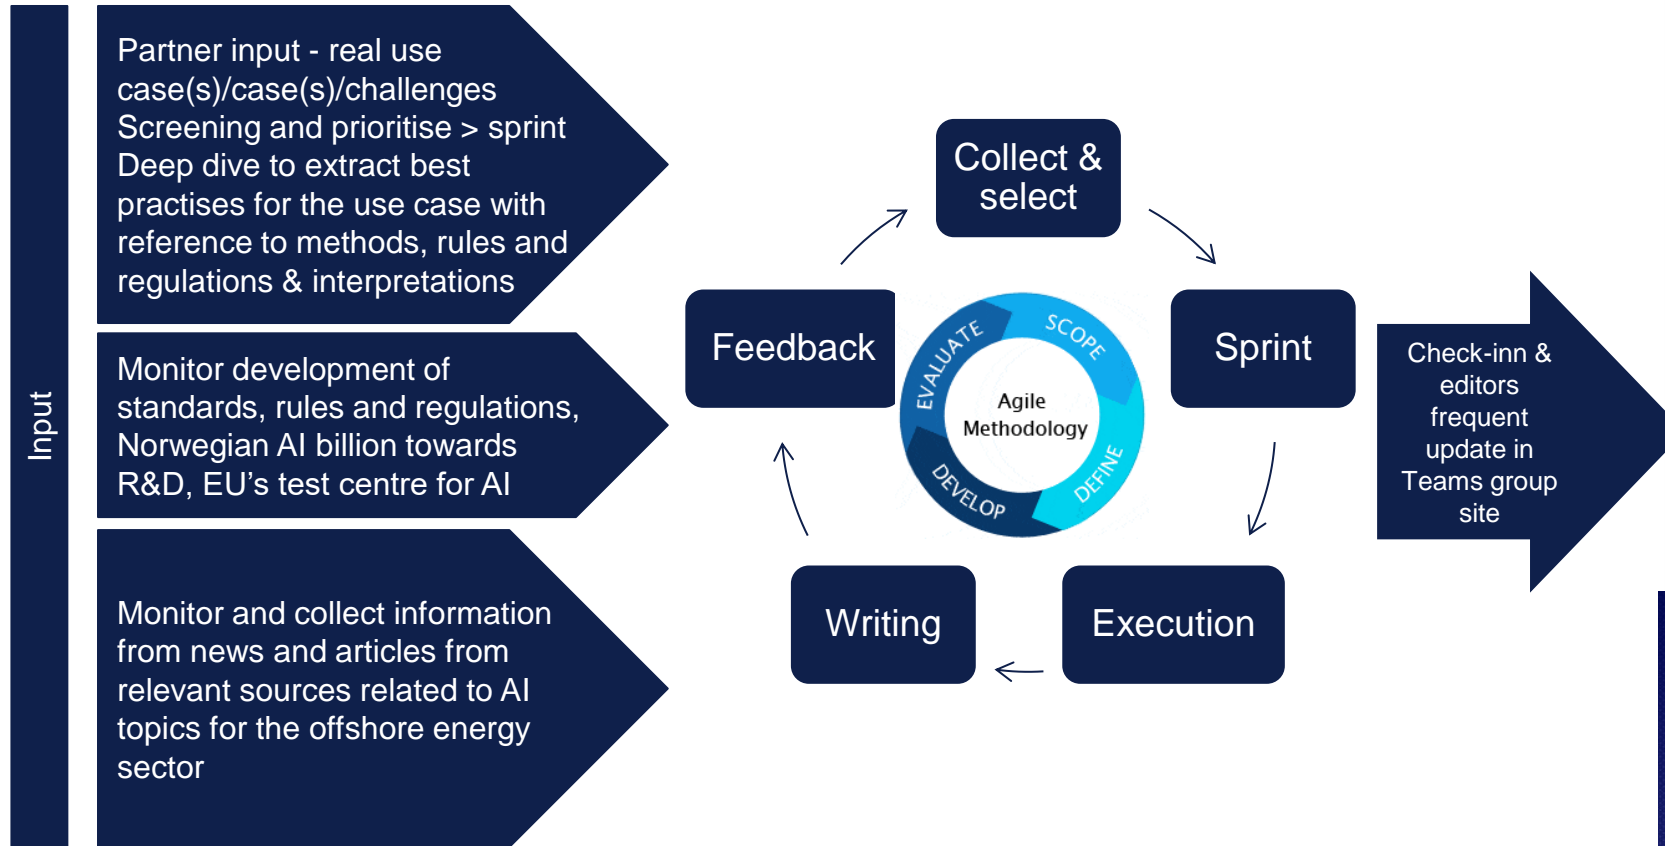 Input
Partner input - real use
case(s)/case(s)/challenges
Screening and prioritise > sprint
Deep dive to extract best
practises for the use case with
reference to methods, rules and
regulations & interpretations
Monitor development of
standards, rules and regulations,
Norwegian AI billion towards
R&D, EU's test centre for AI
Monitor and collect information
from news and articles from
relevant sources related to AI
topics for the offshore energy
sector
Collect &
select
Sprint
Execution
Writing
Feedback
SCOPE
DEFINE
DEVELOP
EVALUATE
Agile
Methodology
Check-inn &
editors
frequent
update in
Teams group
site